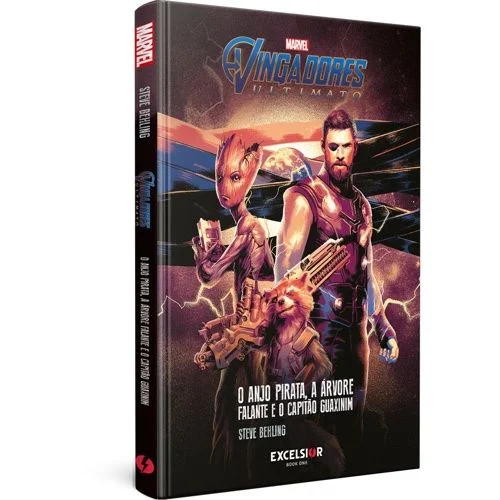 MARVEL
STEVE BEHLING
VINGADORES
ULTIMATO
O ANJO PIRATA, A ÁRVORE FALANTE E O CAPITÃO GUAXINIM
MARVEL
VINGADORES
ULTIMATO
O ANJO PIRATA, A ÁRVORE
FALANTE E O CAPITÃO GUAXINIM
STEVE BEHLING
EXCELSIOR
BOOK ONE